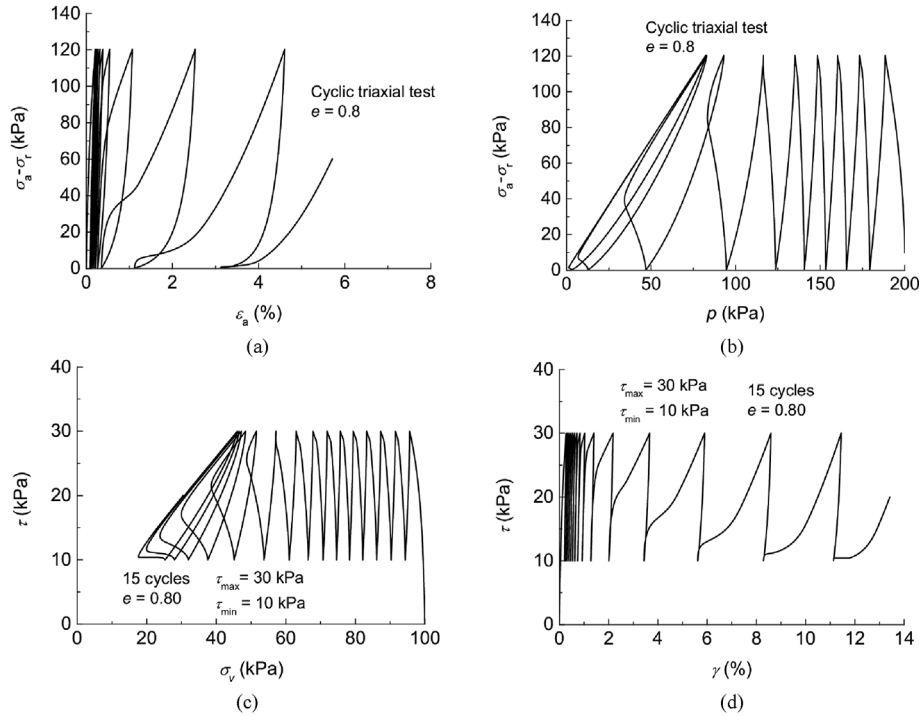 140
120
100
80
60
40
20
0
σa-σr (kPa)
Cyclic triaxial test
e = 0.8
0 2 4 6 8
εa (%)
(a)
140
120
100
80
60
40
20
0
σa-σr (kPa)
Cyclic triaxial test
e = 0.8
0 50 100 150 200
p (kPa)
(b)
40
30
20
10
0
τ (kPa)
15 cycles
e = 0.80
τmax = 30 kPa
τmin = 10 kPa
0 20 40 60 80 100
σv (kPa)
(c)
40
30
20
10
0
τ (kPa)
τmax = 30 kPa
τmin = 10 kPa
15 cycles
e = 0.80
0 2 4 6 8 10 12 14
γ (%)
(d)